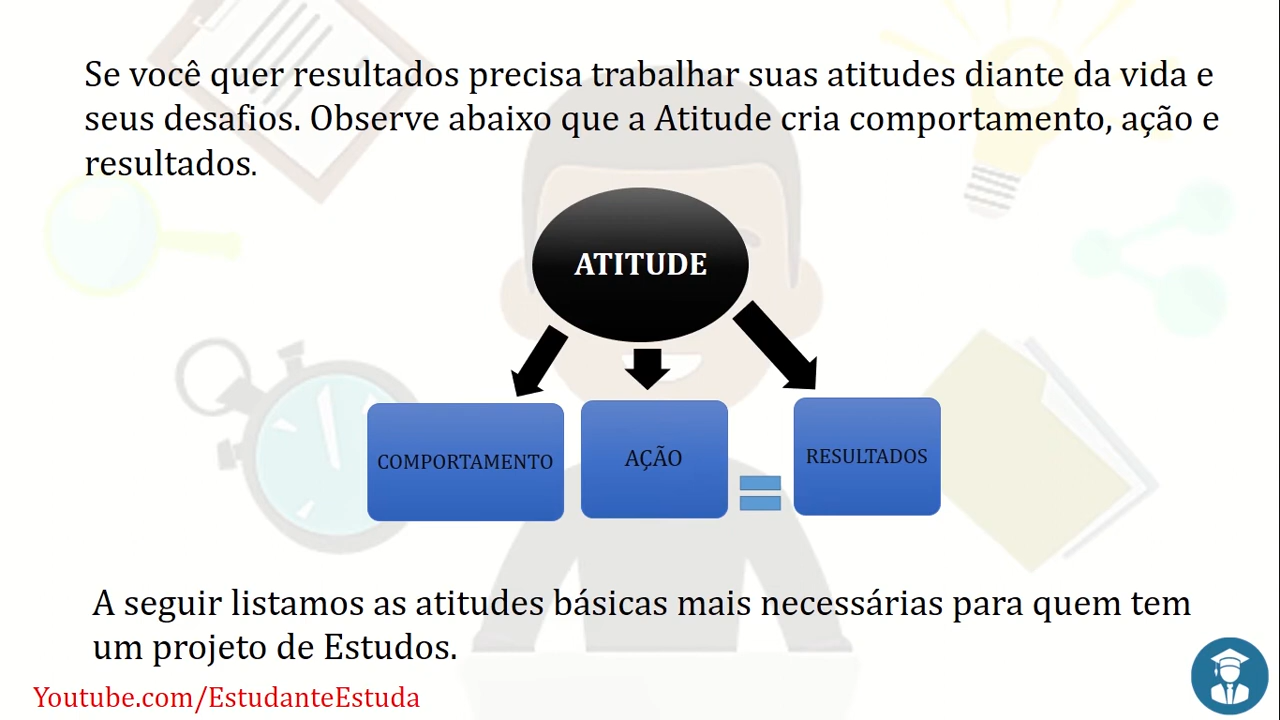 Se você quer resultados precisa trabalhar suas atitudes diante da vida e
seus desafios. Observe abaixo que a Atitude cria comportamento, ação e
resultados.
ATITUDE
COMPORTAMENTO
AÇÃO
RESULTADOS
A seguir listamos as atitudes básicas mais necessárias para quem tem
um projeto de Estudos.
Youtube.com/EstudanteEstuda